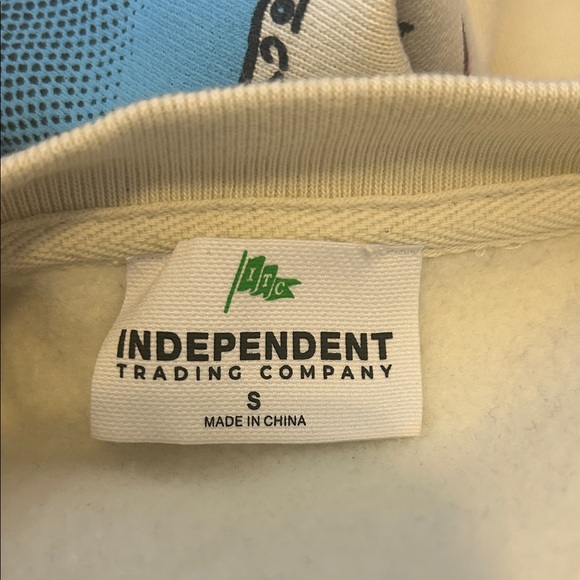 ITC
INDEPENDENT
TRADING COMPANY
S
MADE IN CHINA